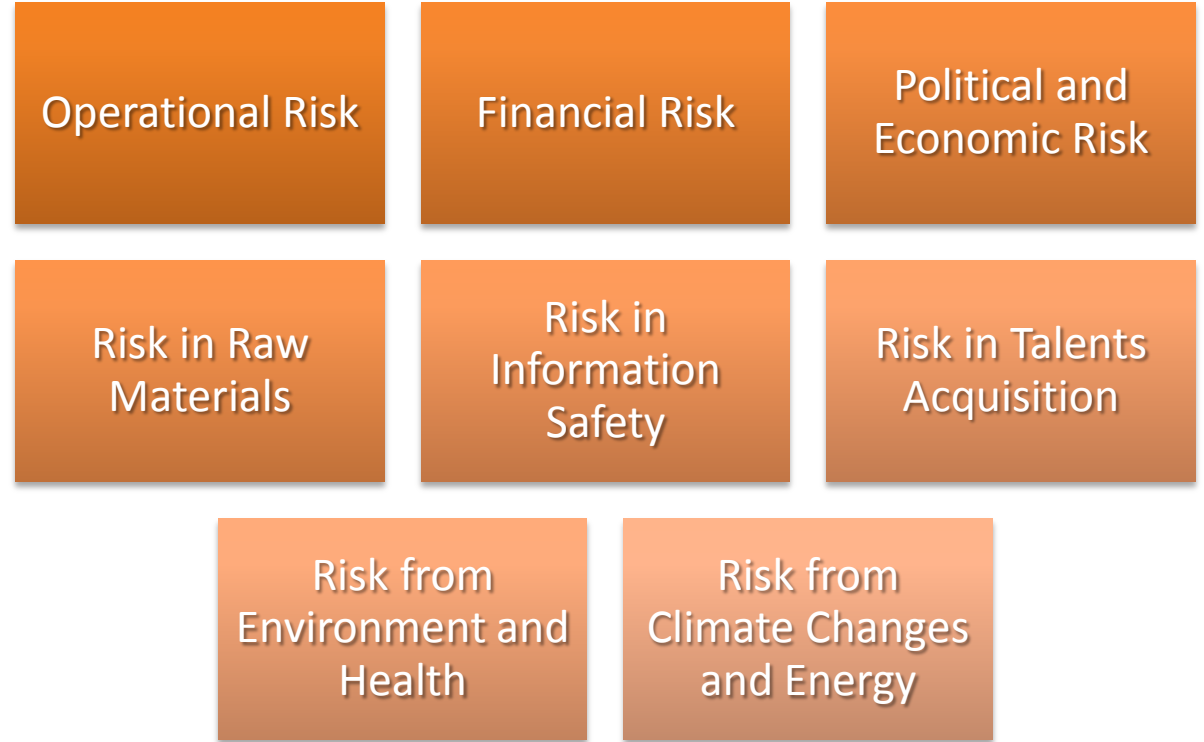 Operational Risk
Financial Risk
Political and
Economic Risk
Risk in Raw
Materials
Risk in
Information
Safety
Risk in Talents
Acquisition
Risk from
Environment and
Health
Risk from
Climate Changes
and Energy